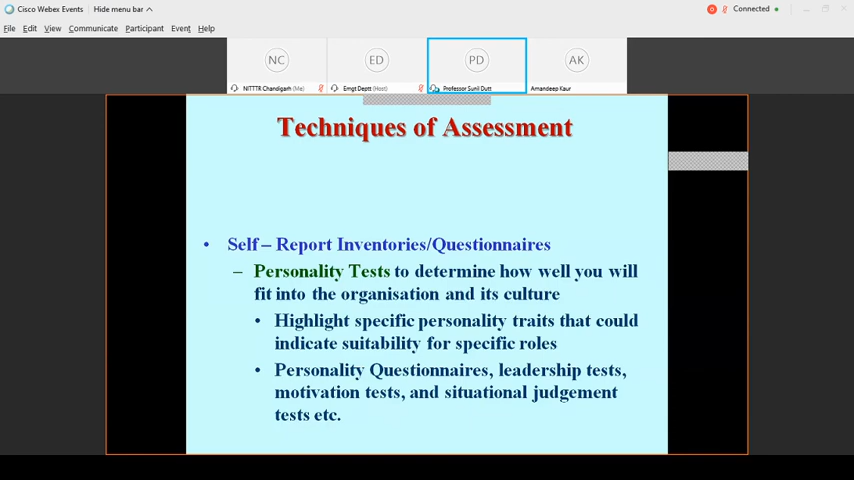 Cisco Webex Events Hide menu bar Connected
File Edit View Communicate Participant Event Help
NC ED PD AK
NITTTR Chandigarh (Me) Emgt Deptt (Host) Professor Sunil Dutt Amandeep Kaur
Techniques of Assessment
• Self – Report Inventories/Questionnaires
– Personality Tests to determine how well you will
fit into the organisation and its culture
• Highlight specific personality traits that could
indicate suitability for specific roles
• Personality Questionnaires, leadership tests,
motivation tests, and situational judgement
tests etc.